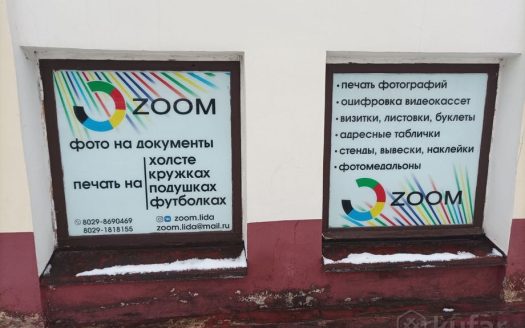 ZOOM
фото на документы
печать на
холсте
кружках
подушках
футболках
8029-8690469
8029-1818155
zoom.lida
zoom.lida@mail.ru
• печать фотографий
• оцифровка видеокассет
• визитки, листовки, буклеты
• адресные таблички
• стенды, вывески, наклейки
• фотомедальоны
ZOOM